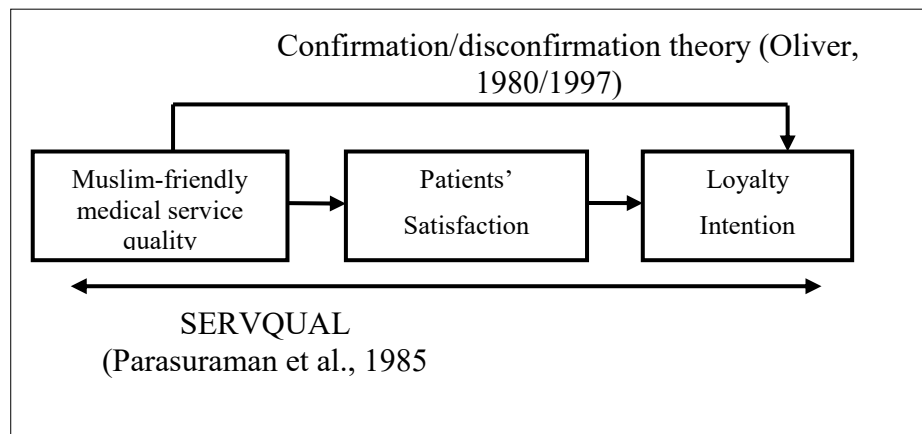 Confirmation/disconfirmation theory (Oliver,
1980/1997)
Muslim-friendly
medical service
quality
Patients’
Satisfaction
Loyalty
Intention
SERVQUAL
(Parasuraman et al., 1985